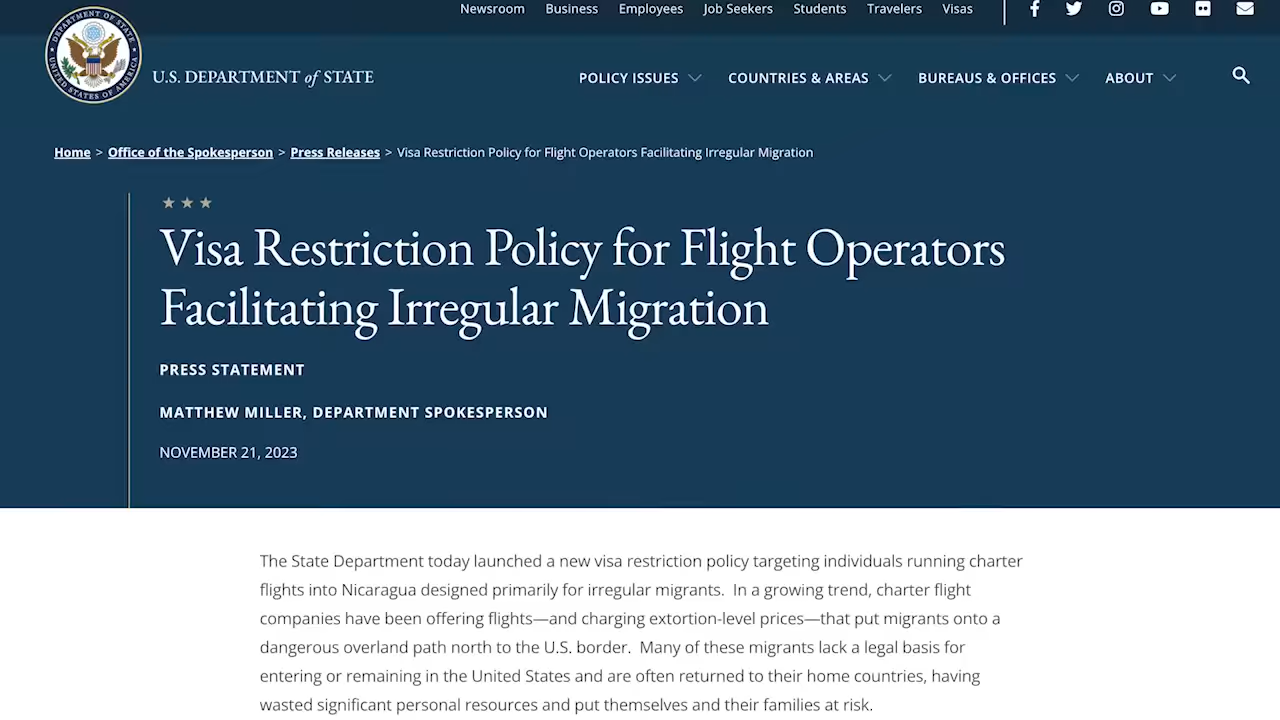 Newsroom Business Employees Job Seekers Students Travelers Visas
DEPARTMENT OF STATE
UNITED STATES OF AMERICA
U.S. DEPARTMENT of STATE
POLICY ISSUES COUNTRIES & AREAS BUREAUS & OFFICES ABOUT
Home > Office of the Spokesperson > Press Releases > Visa Restriction Policy for Flight Operators Facilitating Irregular Migration
Visa Restriction Policy for Flight Operators
Facilitating Irregular Migration
PRESS STATEMENT
MATTHEW MILLER, DEPARTMENT SPOKESPERSON
NOVEMBER 21, 2023
The State Department today launched a new visa restriction policy targeting individuals running charter
flights into Nicaragua designed primarily for irregular migrants.  In a growing trend, charter flight
companies have been offering flights—and charging extortion-level prices—that put migrants onto a
dangerous overland path north to the U.S. border.  Many of these migrants lack a legal basis for
entering or remaining in the United States and are often returned to their home countries, having
wasted significant personal resources and put themselves and their families at risk.